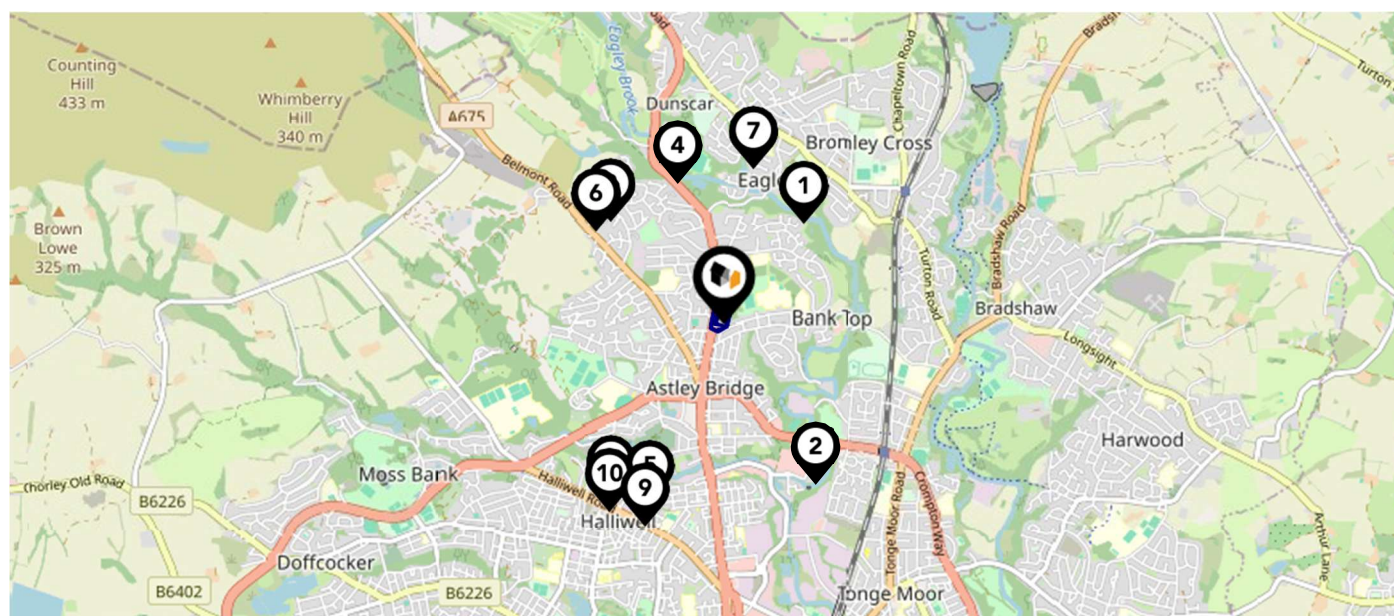 Counting
Hill
433 m
Whimberry
Hill
340 m
Brown
Lowe
325 m
A675
Belmont Road
Eagley Brook
Road
Dunscar
4
7
Bromley Cross
Chapeltown Road
6
1
Turton Road
Bradshaw Road
Bradshaw
Bank Top
Longsight
Astley Bridge
Harwood
2
Moss Bank
10
5
9
Halliwell
Chorley Old Road
B6226
Doffcocker
B6402
B6226
Tonge Moor Road
Crompton Way
Tonge Moor
Arthur Lane
Turton